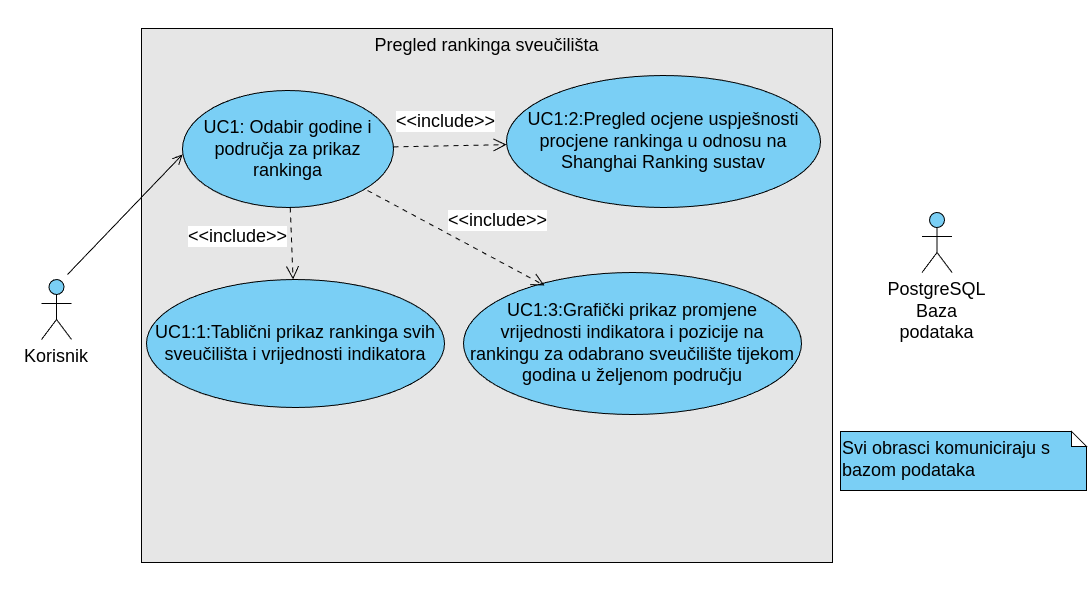 Pregled rankinga sveučilišta
UC1: Odabir godine i
područja za prikaz
rankinga
<<include>>
UC1:2:Pregled ocjene uspješnosti
procjene rankinga u odnosu na
Shanghai Ranking sustav
<<include>>
<<include>>
UC1:1:Tablični prikaz rankinga svih
sveučilišta i vrijednosti indikatora
UC1:3:Grafički prikaz promjene
vrijednosti indikatora i pozicije na
rankingu za odabrano sveučilište tijekom
godina u željenom području
Korisnik
PostgreSQL
Baza
podataka
Svi obrasci komuniciraju s
bazom podataka